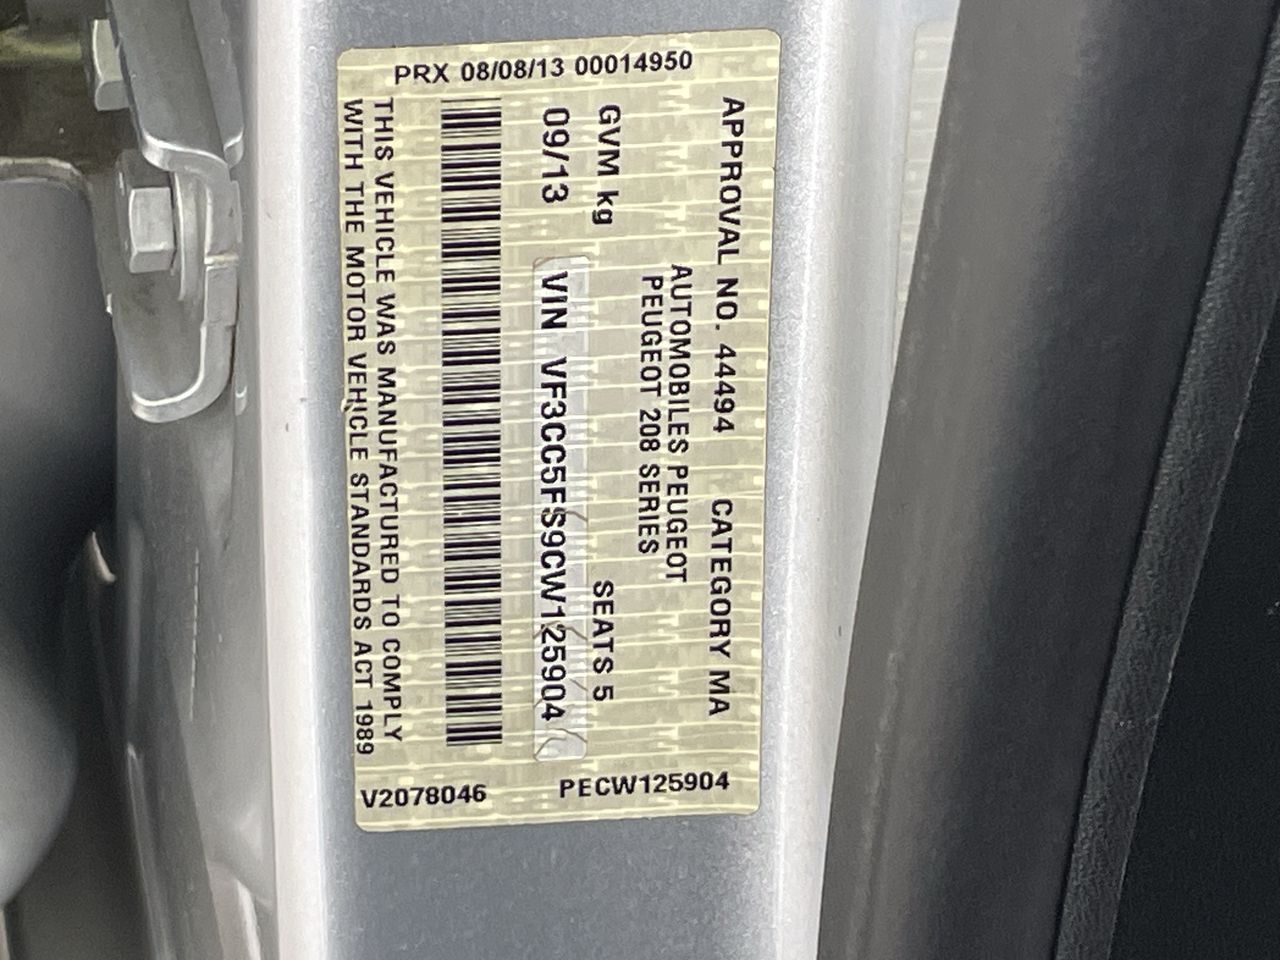 PRX 08/08/13 00014950
APPROVAL NO. 44494 CATEGORY MA
AUTOMOBILES PEUGEOT
PEUGEOT 208 SERIES
GVM kg SEATS 5
09/13 VIN VF3CC5FS9CW125904
THIS VEHICLE WAS MANUFACTURED TO COMPLY
WITH THE MOTOR VEHICLE STANDARDS ACT 1989
V2078046 PECW125904